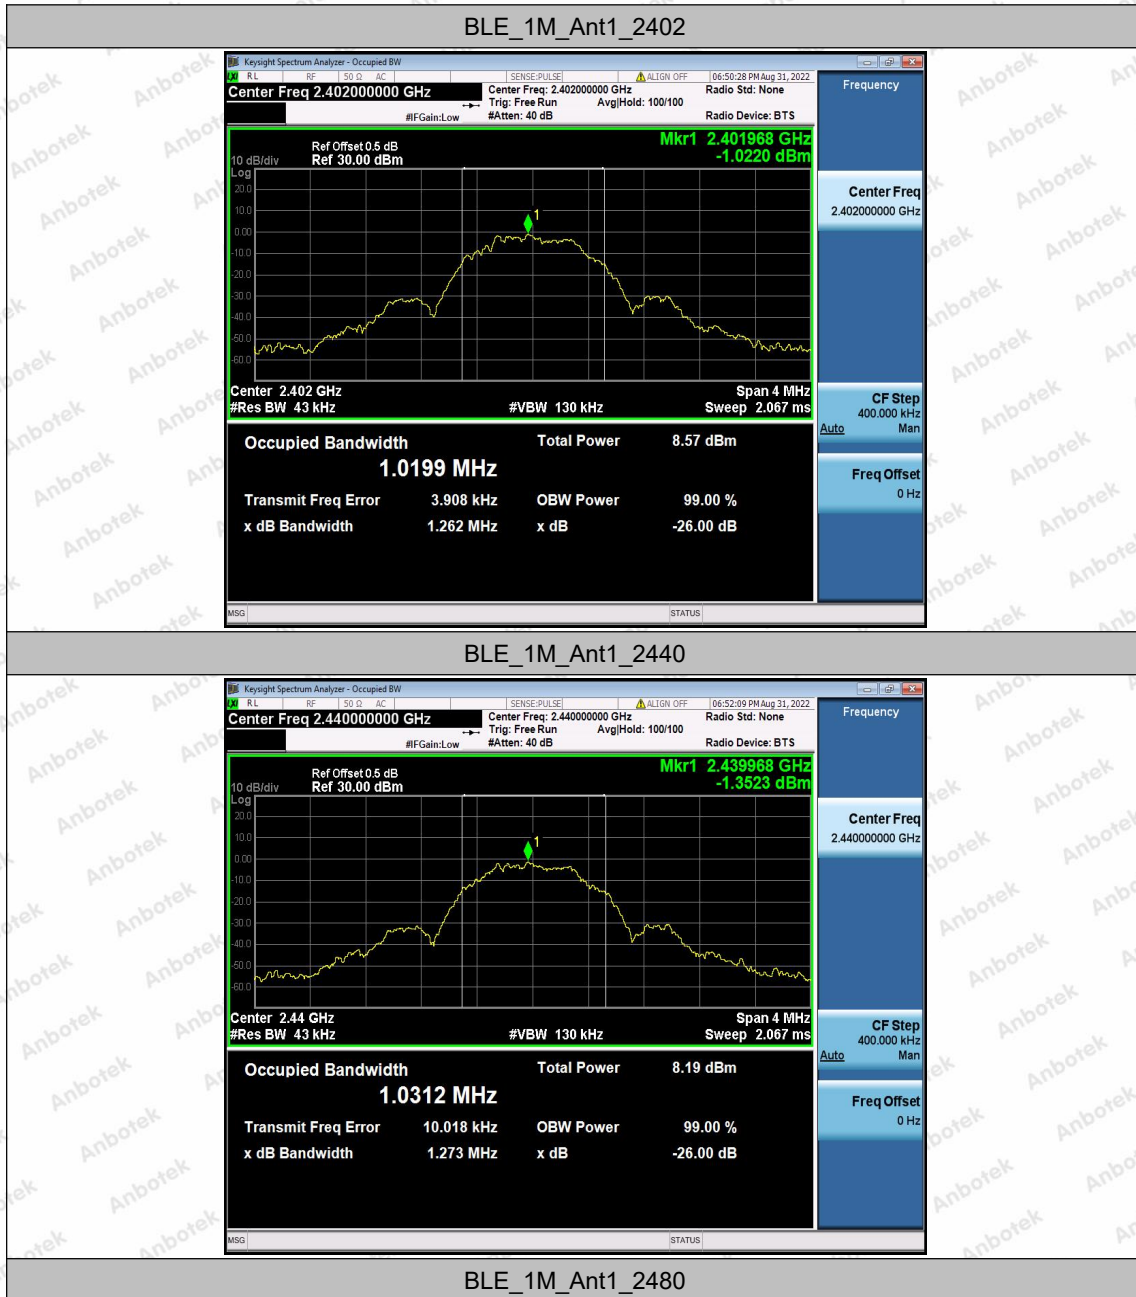 BLE_1M_Ant1_2402
Keysight Spectrum Analyzer - Occupied BW
RL RF 50 Ω AC SENSE:PULSE ALIGN OFF 06:50:28 PM Aug 31, 2022
Center Freq 2.402000000 GHz Center Freq: 2.402000000 GHz Radio Std: None Frequency
Trig: Free Run Avg|Hold: 100/100
#IFGain:Low #Atten: 40 dB Radio Device: BTS
Mkr1 2.401968 GHz
-1.0220 dBm
Ref Offset 0.5 dB
10 dB/div Ref 30.00 dBm
Log
20.0
10.0
0.00
-10.0
-20.0
-30.0
-40.0
-50.0
-60.0
1
Center Freq
2.402000000 GHz
Center 2.402 GHz Span 4 MHz
#Res BW 43 kHz #VBW 130 kHz Sweep 2.067 ms
CF Step
400.000 kHz
Auto Man
Occupied Bandwidth Total Power 8.57 dBm
1.0199 MHz
Transmit Freq Error 3.908 kHz OBW Power 99.00 %
x dB Bandwidth 1.262 MHz x dB -26.00 dB
Freq Offset
0 Hz
MSG STATUS
BLE_1M_Ant1_2440
Keysight Spectrum Analyzer - Occupied BW
RL RF 50 Ω AC SENSE:PULSE ALIGN OFF 06:52:09 PM Aug 31, 2022
Center Freq 2.440000000 GHz Center Freq: 2.440000000 GHz Radio Std: None Frequency
Trig: Free Run Avg|Hold: 100/100
#IFGain:Low #Atten: 40 dB Radio Device: BTS
Mkr1 2.439968 GHz
-1.3523 dBm
Ref Offset 0.5 dB
10 dB/div Ref 30.00 dBm
Log
20.0
10.0
0.00
-10.0
-20.0
-30.0
-40.0
-50.0
-60.0
1
Center Freq
2.440000000 GHz
Center 2.44 GHz Span 4 MHz
#Res BW 43 kHz #VBW 130 kHz Sweep 2.067 ms
CF Step
400.000 kHz
Auto Man
Occupied Bandwidth Total Power 8.19 dBm
1.0312 MHz
Transmit Freq Error 10.018 kHz OBW Power 99.00 %
x dB Bandwidth 1.273 MHz x dB -26.00 dB
Freq Offset
0 Hz
MSG STATUS
BLE_1M_Ant1_2480
Anbotek